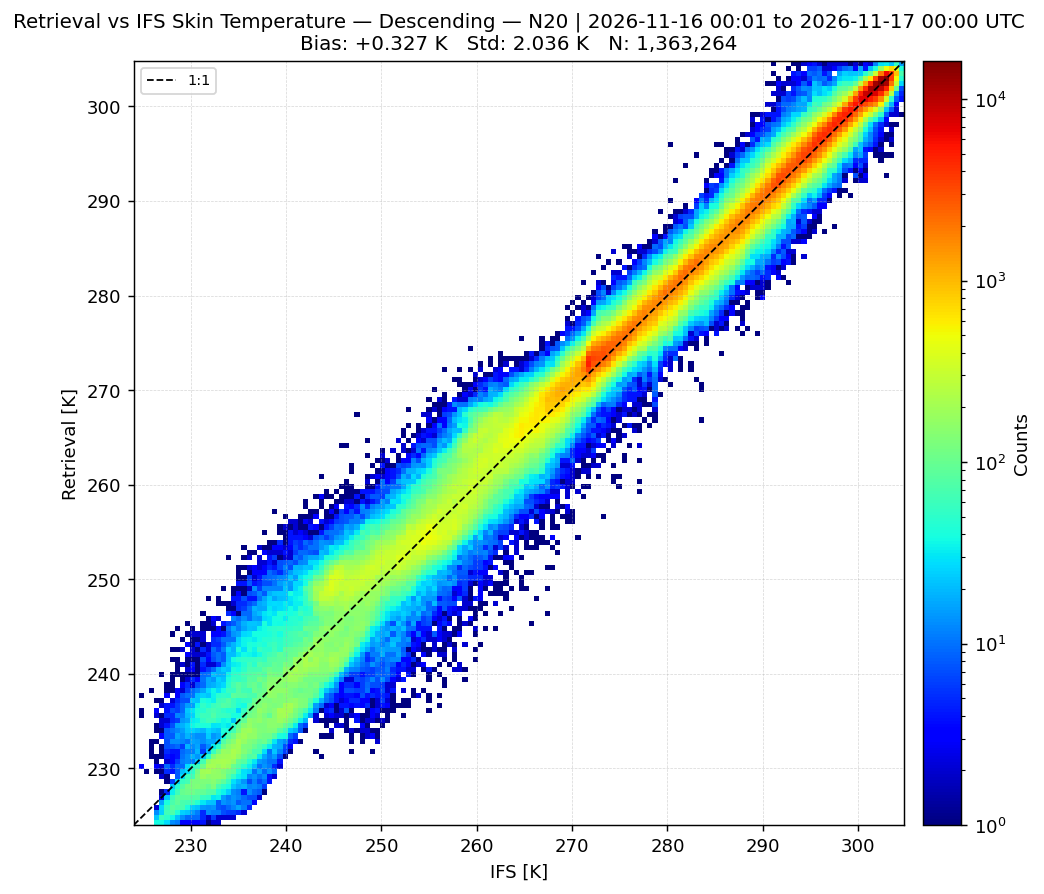 Retrieval vs IFS Skin Temperature — Descending — N20 | 2026-11-16 00:01 to 2026-11-17 00:00 UTC
Bias: +0.327 K   Std: 2.036 K   N: 1,363,264
1:1
300
290
280
270
260
250
240
230
Retrieval [K]
230 240 250 260 270 280 290 300
IFS [K]
10⁴
10³
10²
10¹
10⁰
Counts